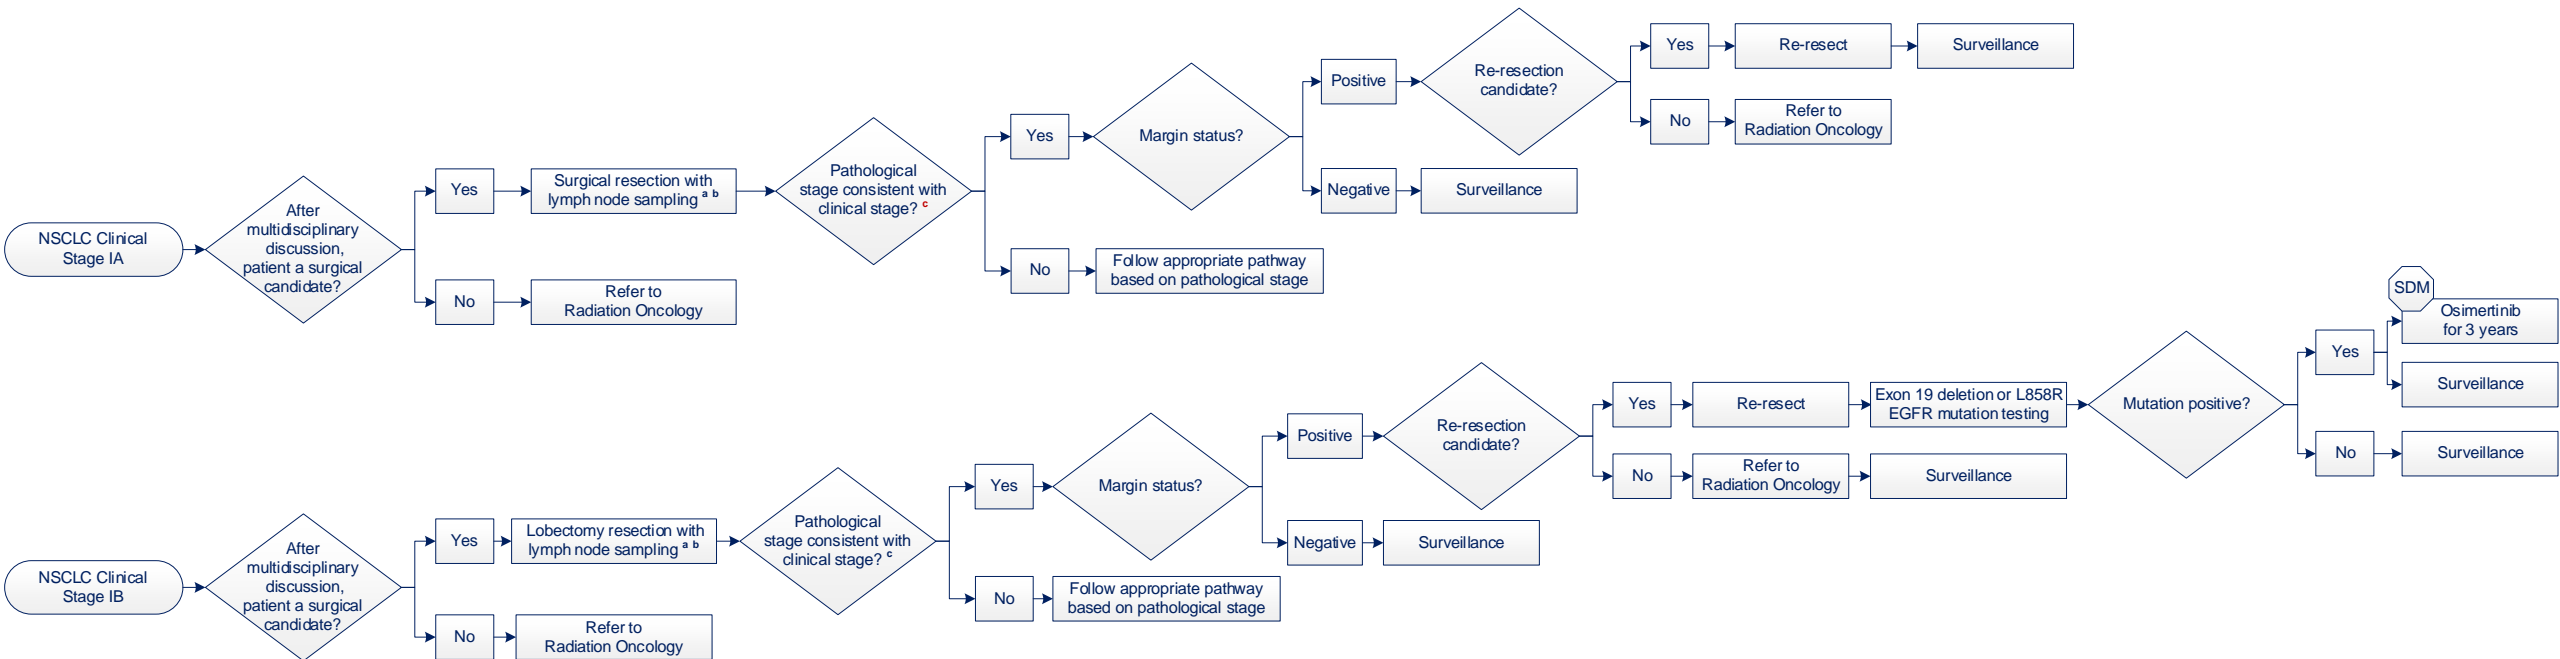 NSCLC Clinical
Stage IA
After
multidisciplinary
discussion,
patient a surgical
candidate?
Yes
Surgical resection with
lymph node sampling a b
No
Refer to
Radiation Oncology
Pathological
stage consistent with
clinical stage? c
Yes
Margin status?
Positive
Re-resection
candidate?
Yes
Re-resect
Surveillance
No
Refer to
Radiation Oncology
Negative
Surveillance
No
Follow appropriate pathway
based on pathological stage
NSCLC Clinical
Stage IB
After
multidisciplinary
discussion,
patient a surgical
candidate?
Yes
Lobectomy resection with
lymph node sampling a b
No
Refer to
Radiation Oncology
Pathological
stage consistent with
clinical stage? c
Yes
Margin status?
Positive
Re-resection
candidate?
Yes
Re-resect
Exon 19 deletion or L858R
EGFR mutation testing
Mutation positive?
Yes
SDM
Osimertinib
for 3 years
Surveillance
No
Surveillance
No
Refer to
Radiation Oncology
Surveillance
Negative
Surveillance
No
Follow appropriate pathway
based on pathological stage